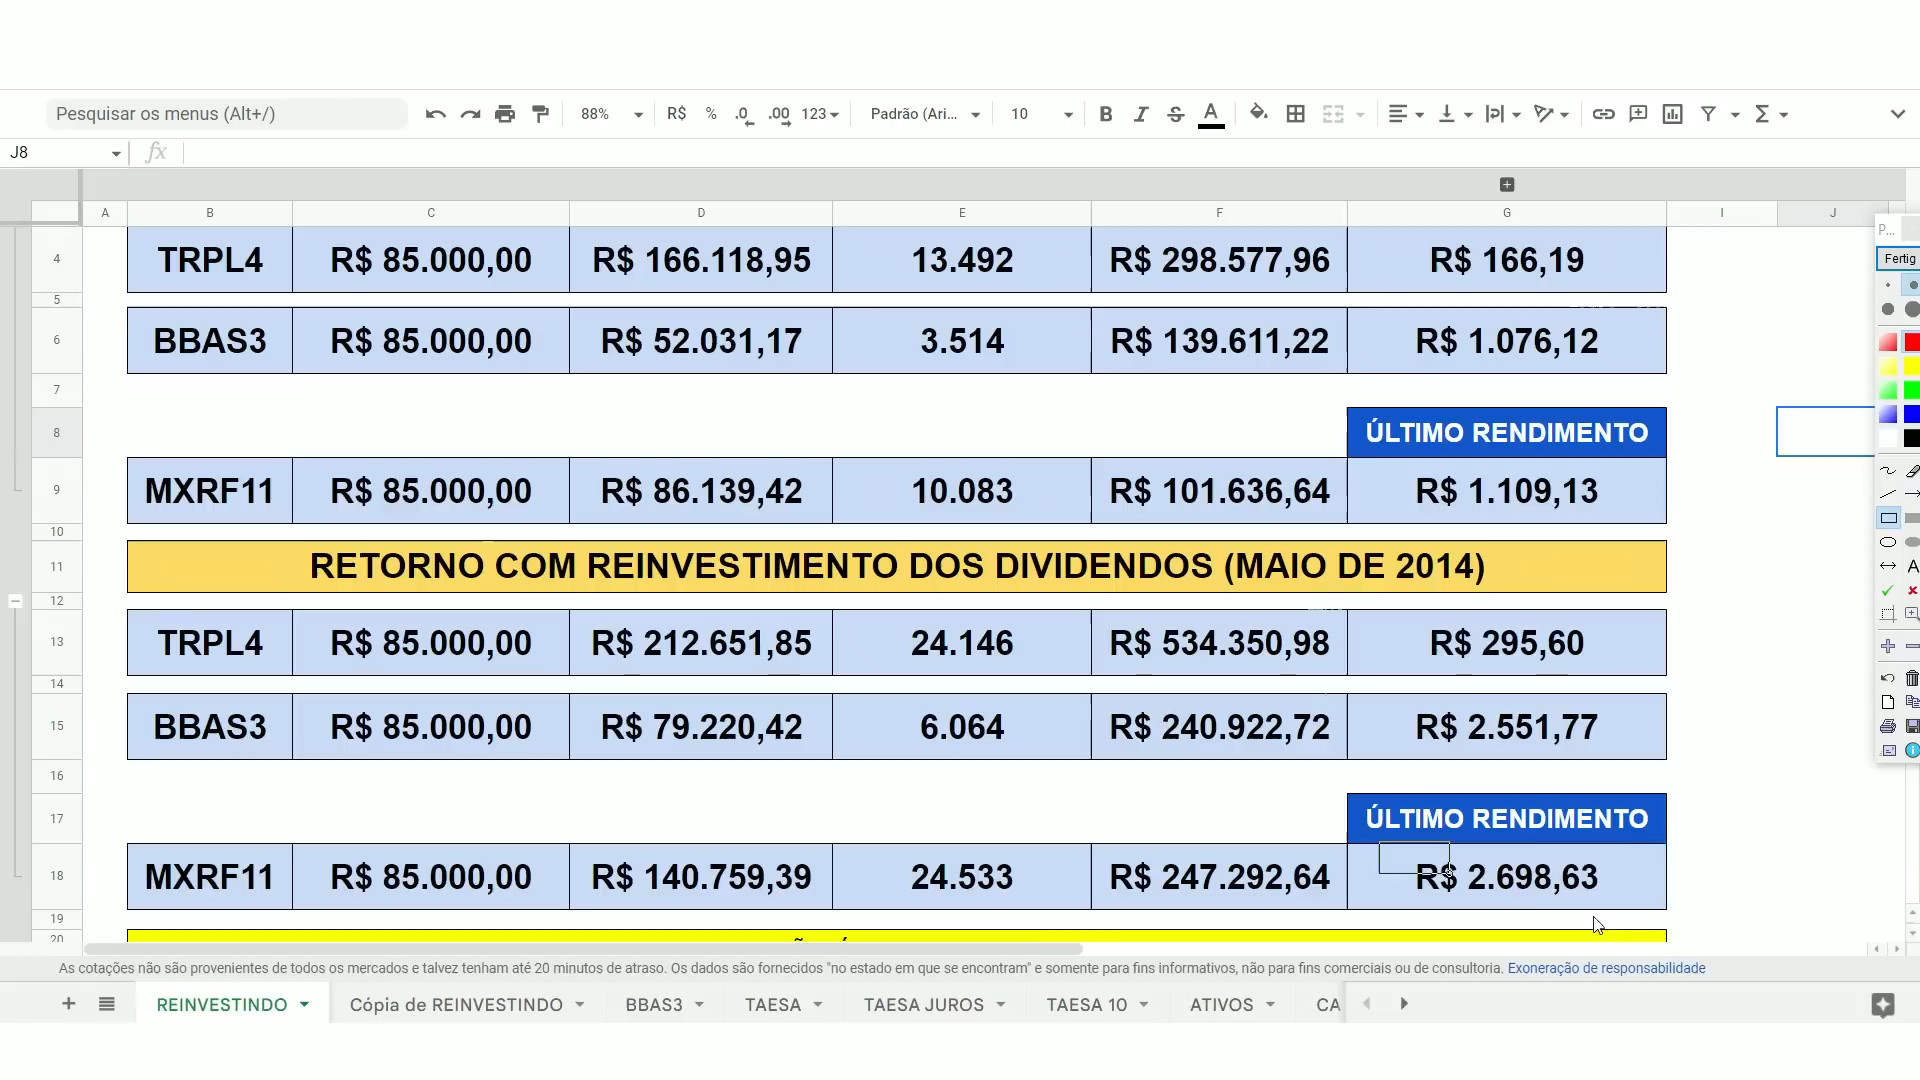 Pesquisar os menus (Alt+/)
88%
R$ % .0 .00 123
Padrão (Ari...
10
B I S A
J8
fx
A B C D E F G I J
P...
Fertig
4 TRPL4 R$ 85.000,00 R$ 166.118,95 13.492 R$ 298.577,96 R$ 166,19
5
6 BBAS3 R$ 85.000,00 R$ 52.031,17 3.514 R$ 139.611,22 R$ 1.076,12
7
8 ÚLTIMO RENDIMENTO
9 MXRF11 R$ 85.000,00 R$ 86.139,42 10.083 R$ 101.636,64 R$ 1.109,13
10
11 RETORNO COM REINVESTIMENTO DOS DIVIDENDOS (MAIO DE 2014)
12
13 TRPL4 R$ 85.000,00 R$ 212.651,85 24.146 R$ 534.350,98 R$ 295,60
14
15 BBAS3 R$ 85.000,00 R$ 79.220,42 6.064 R$ 240.922,72 R$ 2.551,77
16
17 ÚLTIMO RENDIMENTO
18 MXRF11 R$ 85.000,00 R$ 140.759,39 24.533 R$ 247.292,64 R$ 2.698,63
19
20
As cotações não são provenientes de todos os mercados e talvez tenham até 20 minutos de atraso. Os dados são fornecidos "no estado em que se encontram" e somente para fins informativos, não para fins comerciais ou de consultoria. Exoneração de responsabilidade
REINVESTINDO Cópia de REINVESTINDO BBAS3 TAESA TAESA JUROS TAESA 10 ATIVOS CA